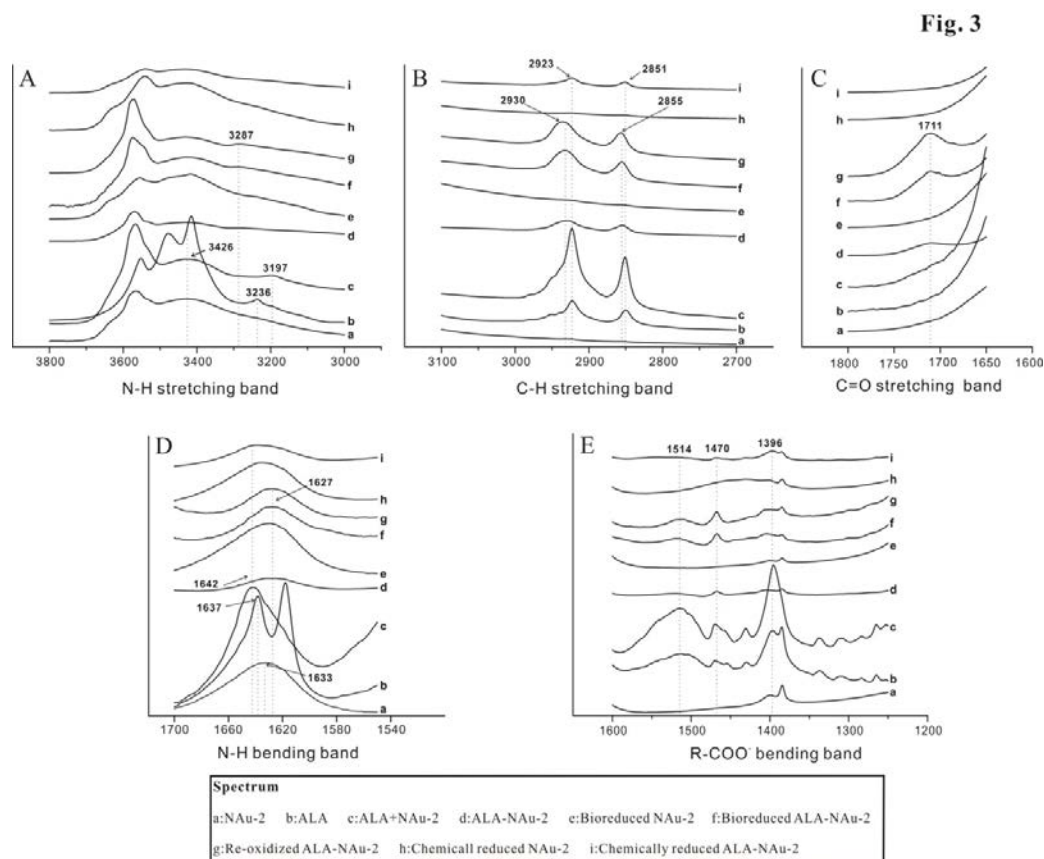 Fig. 3
A
i
h
3287
g
f
e
d
3426
3197
c
3236
b
a
3800 3600 3400 3200 3000
N-H stretching band
B
2923 2851
i
2930 2855
h
g
f
e
d
c
b
a
3100 3000 2900 2800 2700
C-H stretching band
C
i
h
1711
g
f
e
d
c
b
a
1800 1750 1700 1650 1600
C=O stretching band
D
i
1627
h
g
f
e
1642
d
1637
c
1633
b
a
1700 1660 1620 1580 1540
N-H bending band
E
1514 1470 1396
i
h
g
f
e
d
c
b
a
1600 1500 1400 1300 1200
R-COO⁻ bending band
Spectrum
a:NAu-2 b:ALA c:ALA+NAu-2 d:ALA-NAu-2 e:Bioreduced NAu-2 f:Bioreduced ALA-NAu-2
g:Re-oxidized ALA-NAu-2 h:Chemicall reduced NAu-2 i:Chemically reduced ALA-NAu-2